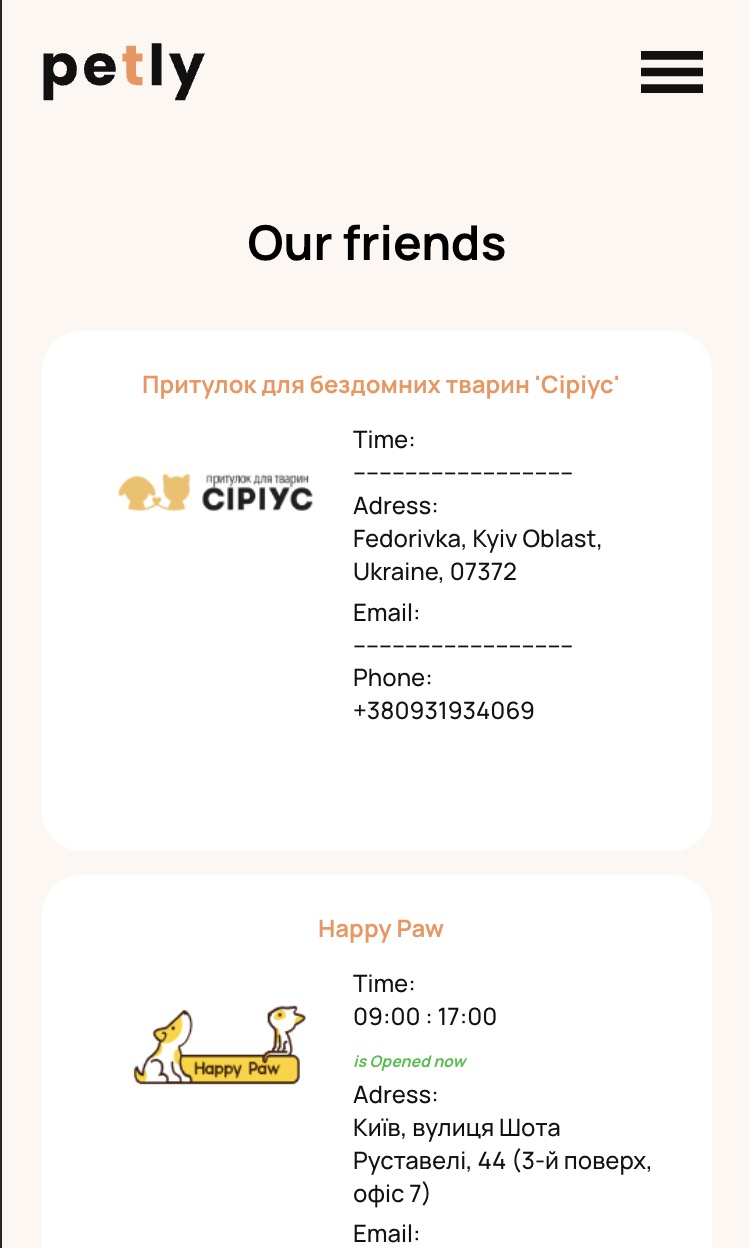 petly
Our friends
Притулок для бездомних тварин 'Сіріус'
притулок для тварин
СІРІУС
Time:
-----------------
Adress:
Fedorivka, Kyiv Oblast,
Ukraine, 07372
Email:
-----------------
Phone:
+380931934069
Happy Paw
Happy Paw
Time:
09:00 : 17:00
is Opened now
Adress:
Київ, вулиця Шота
Руставелі, 44 (3-й поверх,
офіс 7)
Email: